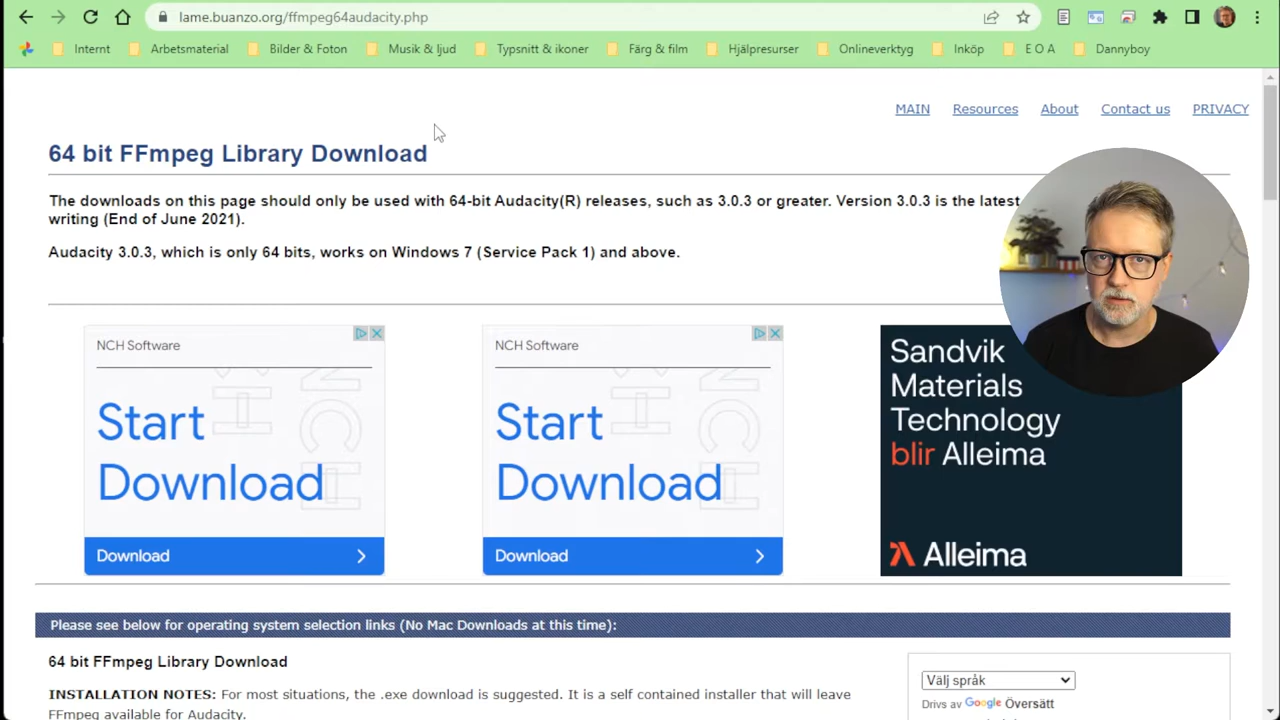 lame.buanzo.org/ffmpeg64audacity.php
Internt
Arbetsmaterial
Bilder & Foton
Musik & ljud
Typsnitt & ikoner
Färg & film
Hjälpresurser
Onlineverktyg
Inköp
E O A
Dannyboy
MAIN Resources About Contact us PRIVACY
64 bit FFmpeg Library Download
The downloads on this page should only be used with 64-bit Audacity(R) releases, such as 3.0.3 or greater. Version 3.0.3 is the latest
writing (End of June 2021).
Audacity 3.0.3, which is only 64 bits, works on Windows 7 (Service Pack 1) and above.
NCH Software
Start
Download
Download
NCH Software
Start
Download
Download
Sandvik
Materials
Technology
blir Alleima
Alleima
Please see below for operating system selection links (No Mac Downloads at this time):
64 bit FFmpeg Library Download
INSTALLATION NOTES: For most situations, the .exe download is suggested. It is a self contained installer that will leave
FFmpeg available for Audacity.
Välj språk
Drivs av Google Översätt